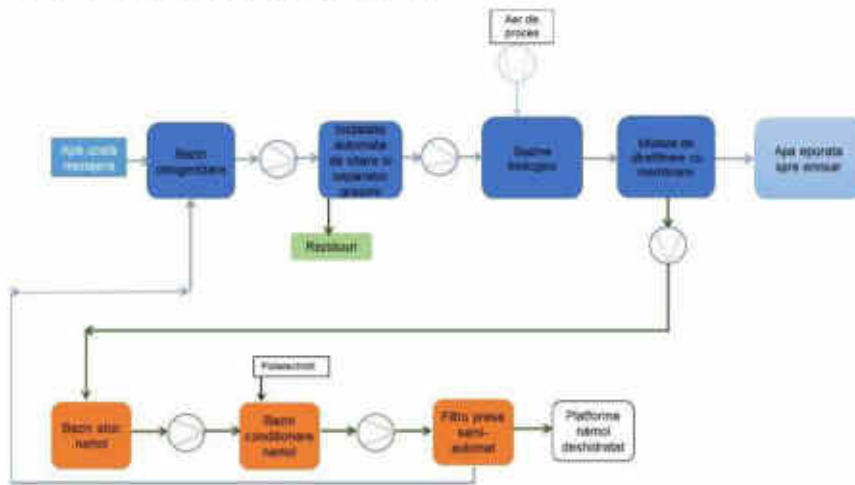 Aer de
proces
Apa uzata
menajera
Bazin
omogenizare
Instalatie
automata
de sitare si
separator
grasimi
Bazine
biologice
Module de
ultrafiltrare cu
membrane
Apa epurata
spre emisar
Reziduuri
Polielectrolit
Bazin stoc
namol
Bazin
conditionare
namol
Filtru presa
semi-
automat
Platforme
namol
deshidratat